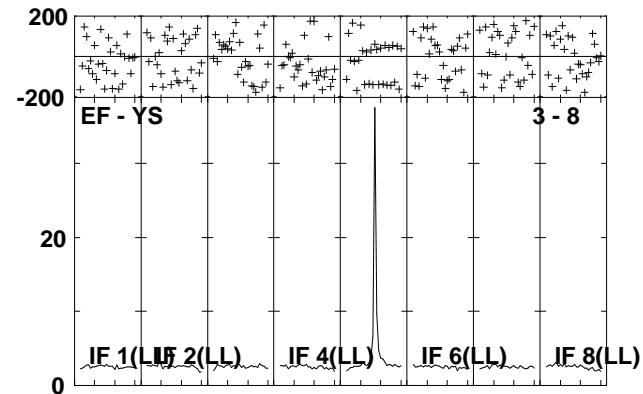 200
-200
EF - YS 3 - 8
20
IF 1(LL) IF 2(LL) IF 4(LL) IF 6(LL) IF 8(LL)
0